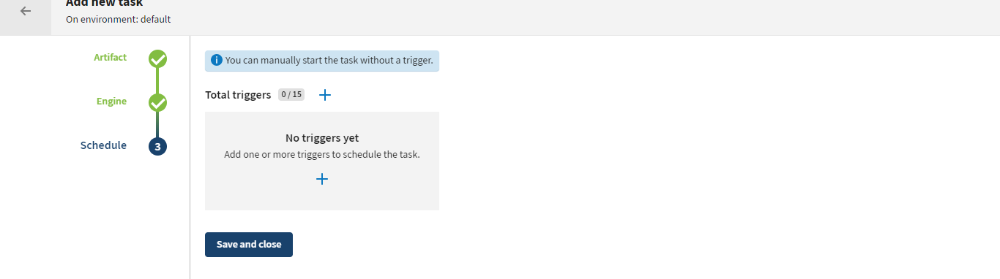 Add new task
On environment: default
Artifact
Engine
Schedule
3
You can manually start the task without a trigger.
Total triggers 0 / 15
No triggers yet
Add one or more triggers to schedule the task.
Save and close